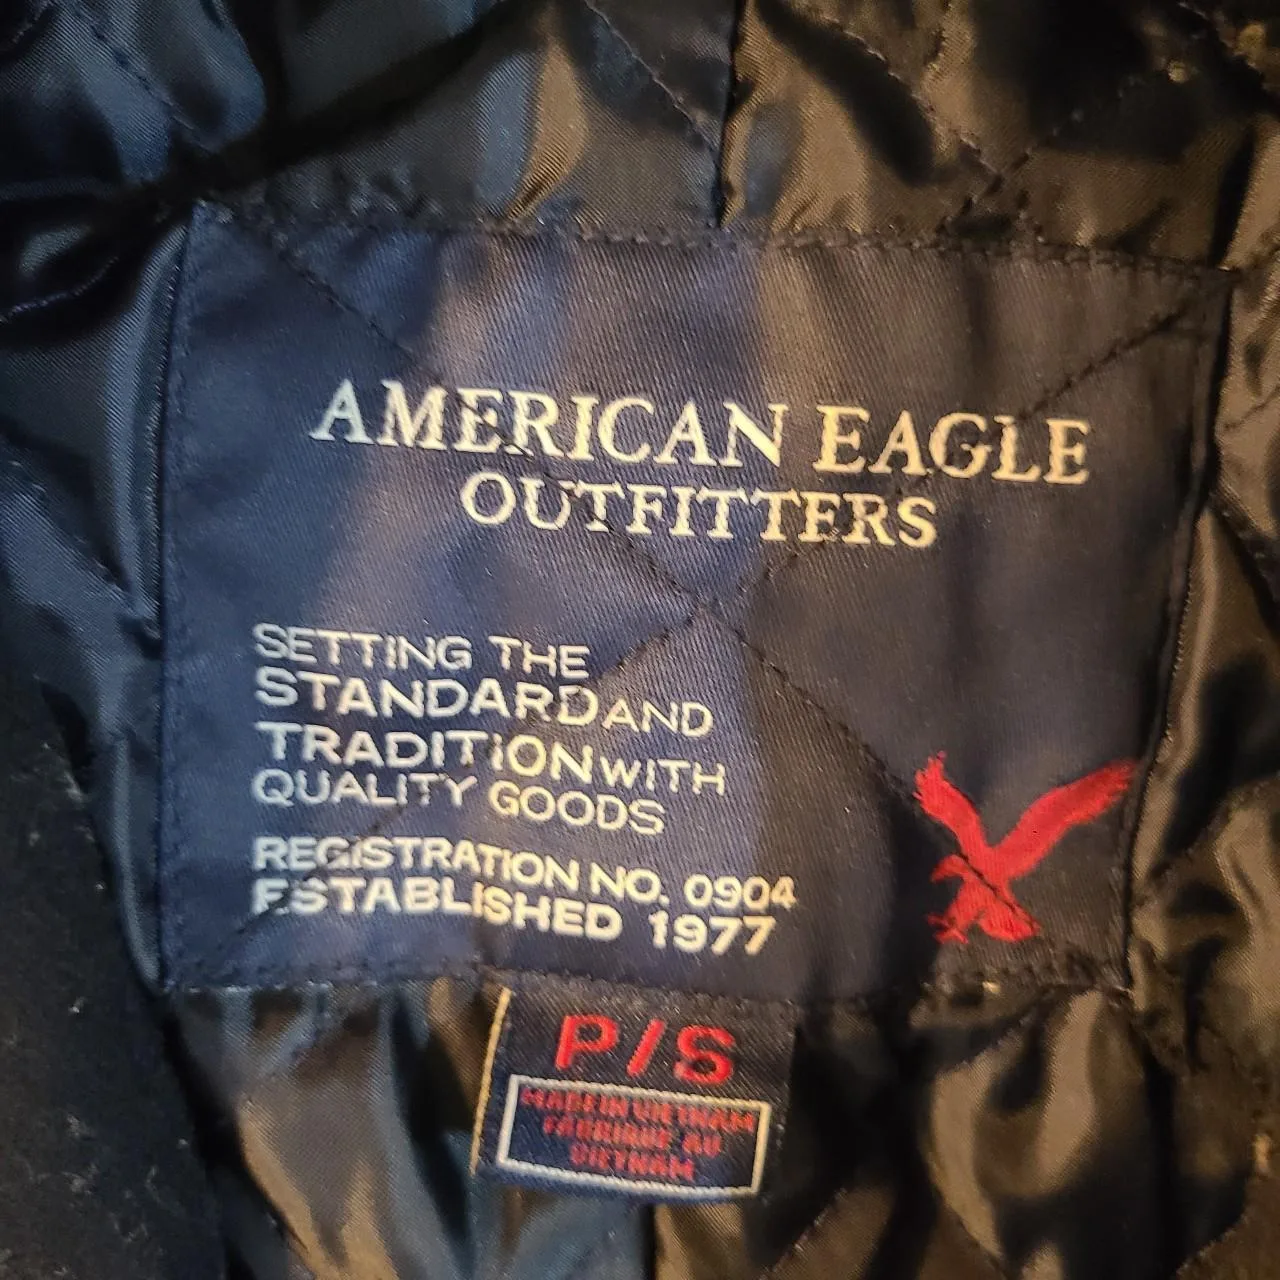 AMERICAN EAGLE
OUTFITTERS
SETTING THE
STANDARD AND
TRADITION WITH
QUALITY GOODS
REGISTRATION NO. 0904
ESTABLISHED 1977
P/S
MADE IN VIETNAM
FABRIQUE AU
VIETNAM